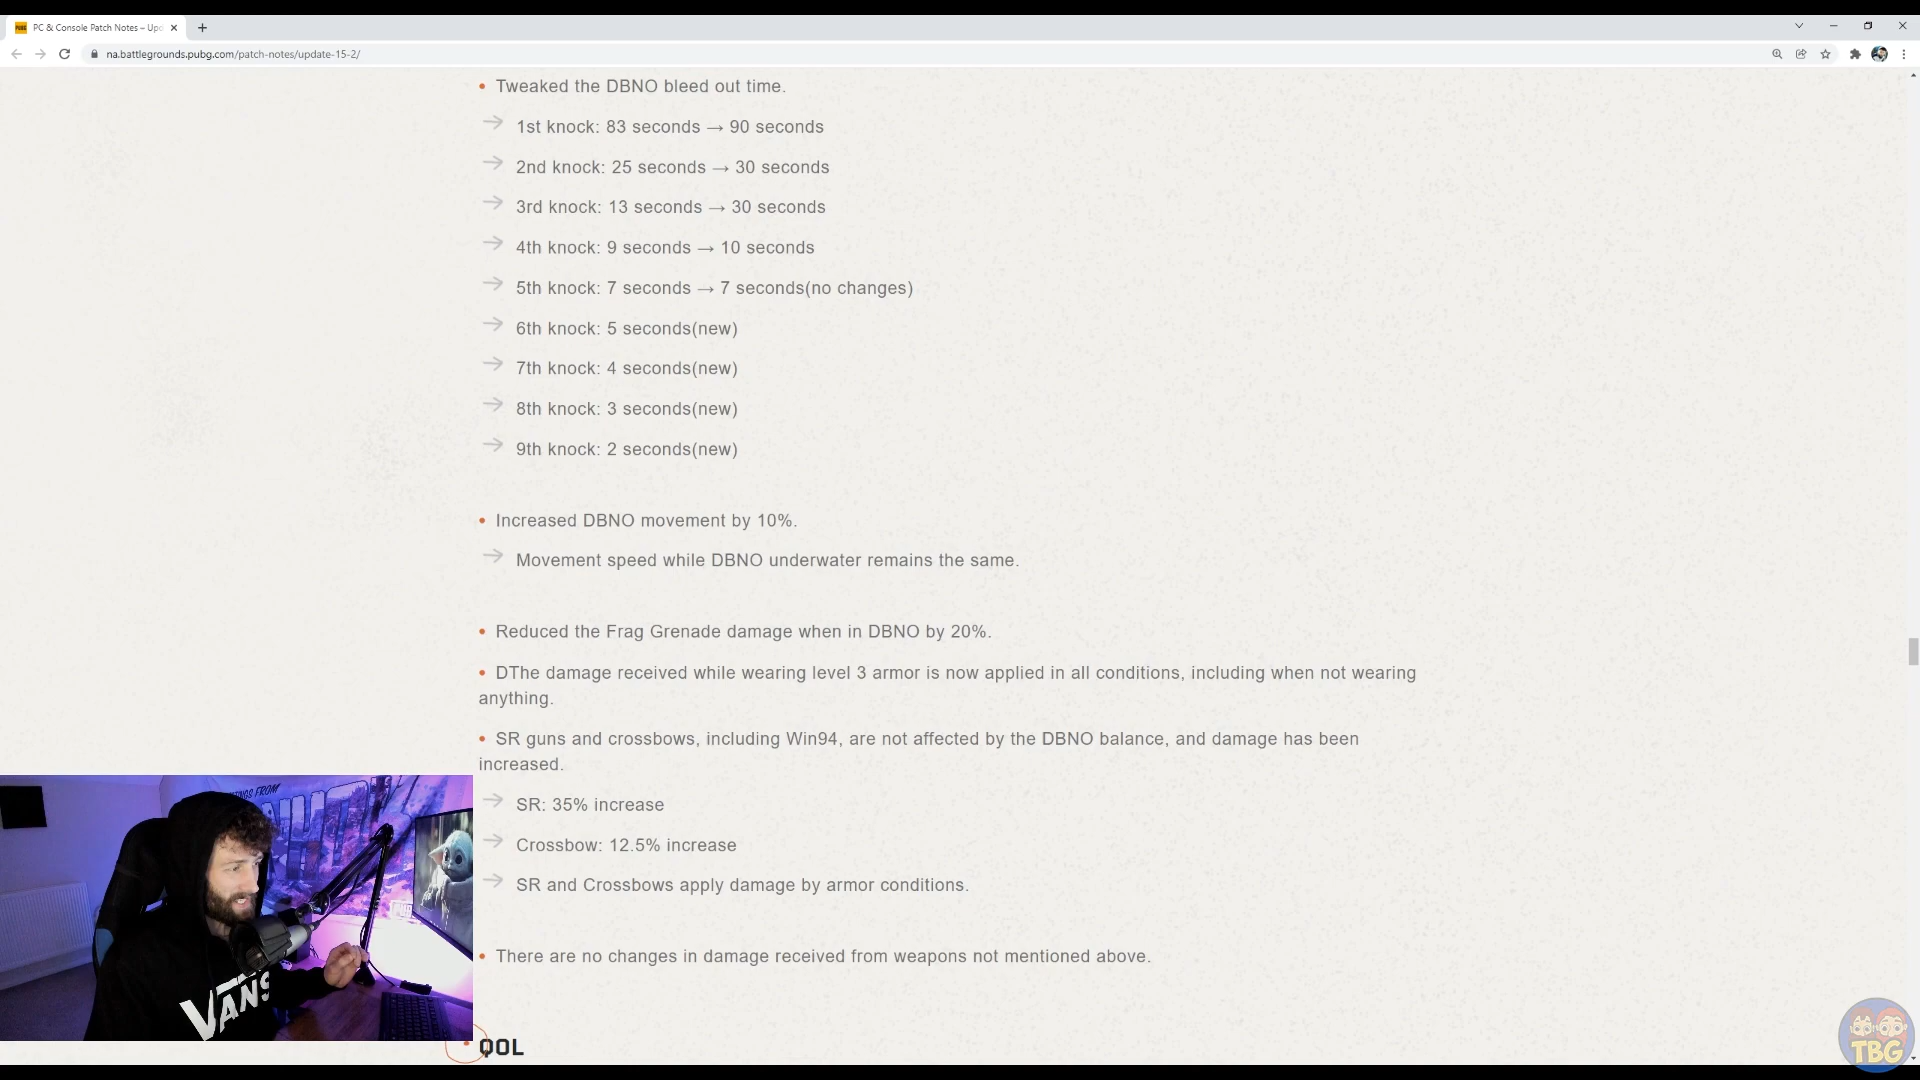 PC & Console Patch Notes – Upd
na.battlegrounds.pubg.com/patch-notes/update-15-2/
• Tweaked the DBNO bleed out time.
→ 1st knock: 83 seconds → 90 seconds
→ 2nd knock: 25 seconds → 30 seconds
→ 3rd knock: 13 seconds → 30 seconds
→ 4th knock: 9 seconds → 10 seconds
→ 5th knock: 7 seconds → 7 seconds(no changes)
→ 6th knock: 5 seconds(new)
→ 7th knock: 4 seconds(new)
→ 8th knock: 3 seconds(new)
→ 9th knock: 2 seconds(new)
• Increased DBNO movement by 10%.
→ Movement speed while DBNO underwater remains the same.
• Reduced the Frag Grenade damage when in DBNO by 20%.
• DThe damage received while wearing level 3 armor is now applied in all conditions, including when not wearing
anything.
• SR guns and crossbows, including Win94, are not affected by the DBNO balance, and damage has been
increased.
→ SR: 35% increase
→ Crossbow: 12.5% increase
→ SR and Crossbows apply damage by armor conditions.
• There are no changes in damage received from weapons not mentioned above.
QOL
FROM
VANS
TBG